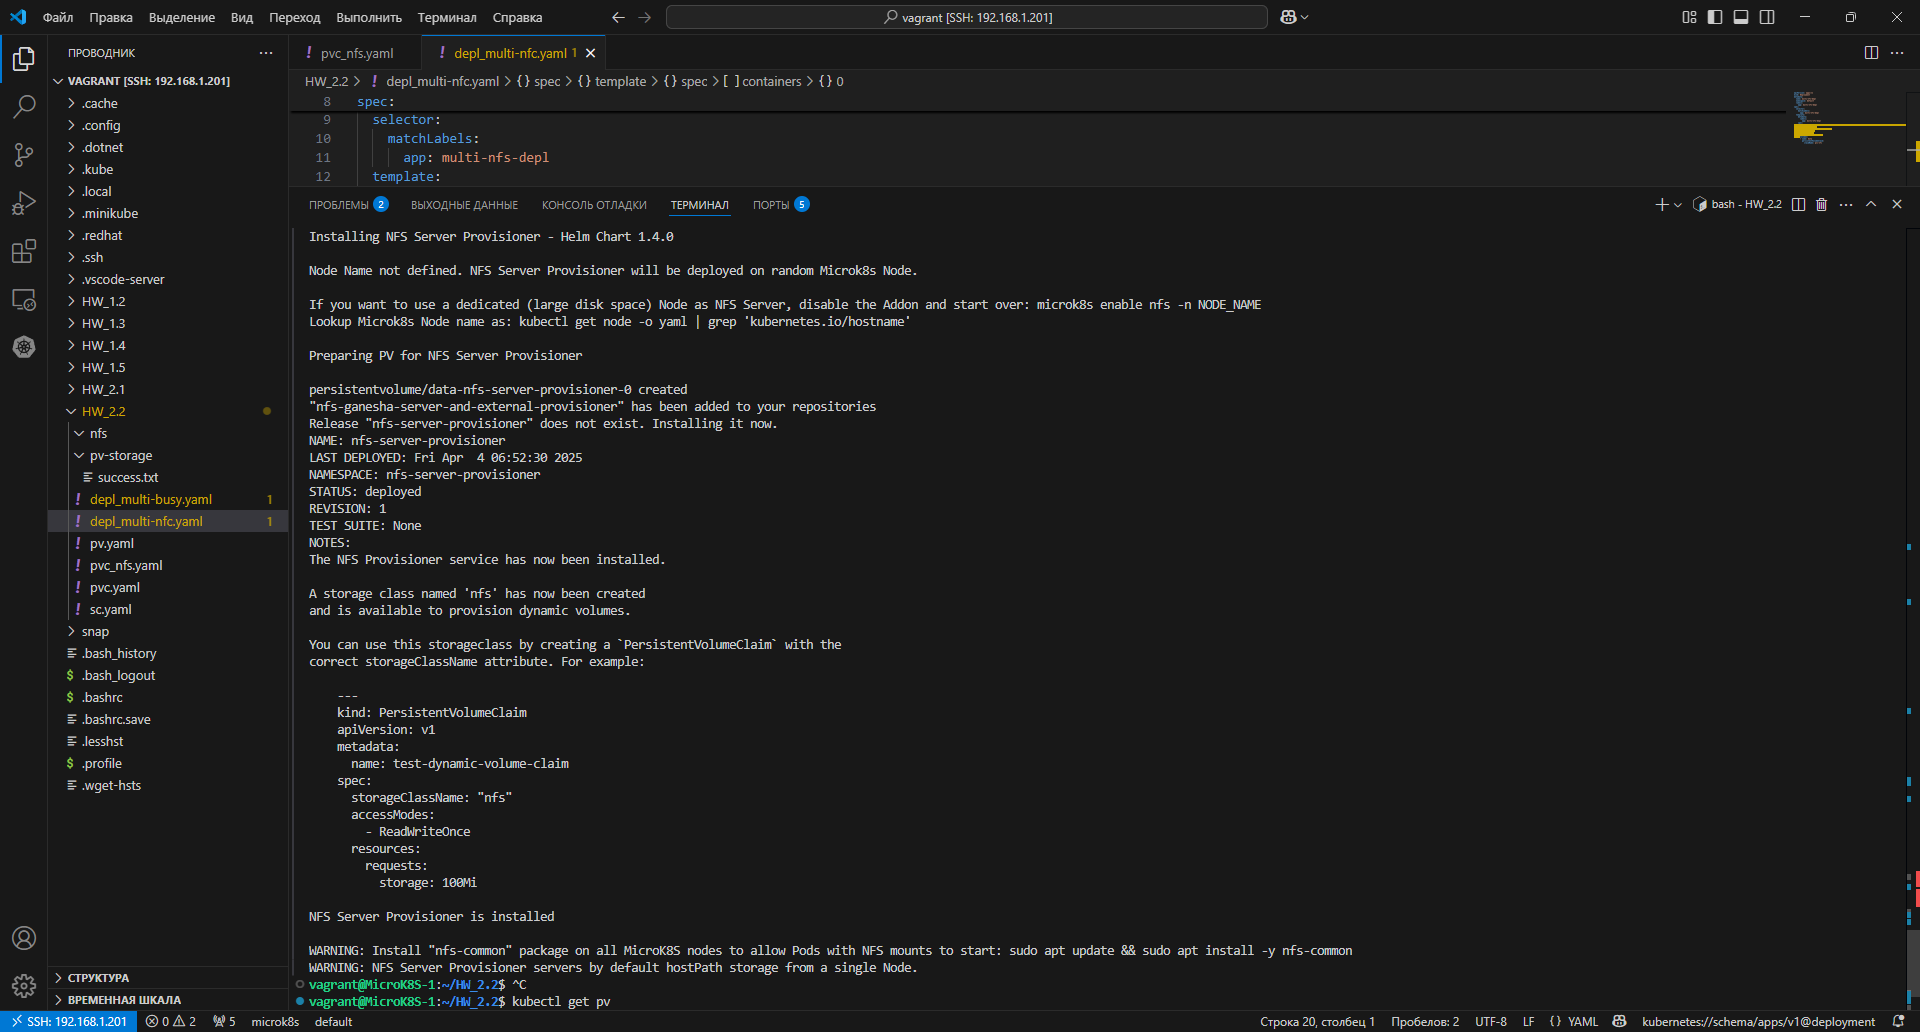 Файл Правка Выделение Вид Переход Выполнить Терминал Справка
vagrant [SSH: 192.168.1.201]
ПРОВОДНИК
VAGRANT [SSH: 192.168.1.201]
.cache
.config
.dotnet
.kube
.local
.minikube
.redhat
.ssh
.vscode-server
HW_1.2
HW_1.3
HW_1.4
HW_1.5
HW_2.1
HW_2.2
nfs
pv-storage
success.txt
depl_multi-busy.yaml 1
depl_multi-nfc.yaml 1
pv.yaml
pvc_nfs.yaml
pvc.yaml
sc.yaml
snap
.bash_history
.bash_logout
.bashrc
.bashrc.save
.lesshst
.profile
.wget-hsts
СТРУКТУРА
ВРЕМЕННАЯ ШКАЛА
pvc_nfs.yaml
depl_multi-nfc.yaml 1
HW_2.2 > depl_multi-nfc.yaml > {} spec > {} template > {} spec > [ ] containers > {} 0
8 spec:
9 selector:
10 matchLabels:
11 app: multi-nfs-depl
12 template:
ПРОБЛЕМЫ 2 ВЫХОДНЫЕ ДАННЫЕ КОНСОЛЬ ОТЛАДКИ ТЕРМИНАЛ ПОРТЫ 5
bash - HW_2.2
Installing NFS Server Provisioner - Helm Chart 1.4.0
Node Name not defined. NFS Server Provisioner will be deployed on random Microk8s Node.
If you want to use a dedicated (large disk space) Node as NFS Server, disable the Addon and start over: microk8s enable nfs -n NODE_NAME
Lookup Microk8s Node name as: kubectl get node -o yaml | grep 'kubernetes.io/hostname'
Preparing PV for NFS Server Provisioner
persistentvolume/data-nfs-server-provisioner-0 created
"nfs-ganesha-server-and-external-provisioner" has been added to your repositories
Release "nfs-server-provisioner" does not exist. Installing it now.
NAME: nfs-server-provisioner
LAST DEPLOYED: Fri Apr  4 06:52:30 2025
NAMESPACE: nfs-server-provisioner
STATUS: deployed
REVISION: 1
TEST SUITE: None
NOTES:
The NFS Provisioner service has now been installed.
A storage class named 'nfs' has now been created
and is available to provision dynamic volumes.
You can use this storageclass by creating a `PersistentVolumeClaim` with the
correct storageClassName attribute. For example:
---
kind: PersistentVolumeClaim
apiVersion: v1
metadata:
name: test-dynamic-volume-claim
spec:
storageClassName: "nfs"
accessModes:
- ReadWriteOnce
resources:
requests:
storage: 100Mi
NFS Server Provisioner is installed
WARNING: Install "nfs-common" package on all MicroK8S nodes to allow Pods with NFS mounts to start: sudo apt update && sudo apt install -y nfs-common
WARNING: NFS Server Provisioner servers by default hostPath storage from a single Node.
vagrant@MicroK8S-1:~/HW_2.2$ ^C
vagrant@MicroK8S-1:~/HW_2.2$ kubectl get pv
SSH: 192.168.1.201 0 2 5 microk8s default
Строка 20, столбец 1 Пробелов: 2 UTF-8 LF {} YAML kubernetes://schema/apps/v1@deployment